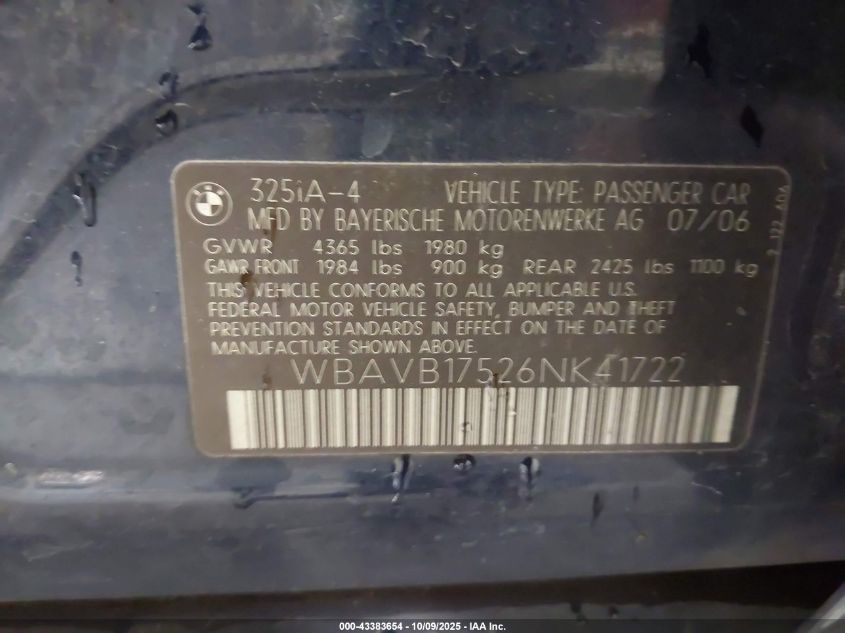 325iA-4 VEHICLE TYPE: PASSENGER CAR
MFD BY BAYERISCHE MOTORENWERKE AG 07/06
GVWR 4365 lbs 1980 kg
GAWR FRONT 1984 lbs 900 kg REAR 2425 lbs 1100 kg
THIS VEHICLE CONFORMS TO ALL APPLICABLE U.S.
FEDERAL MOTOR VEHICLE SAFETY, BUMPER AND THEFT
PREVENTION STANDARDS IN EFFECT ON THE DATE OF
MANUFACTURE SHOWN ABOVE.
WBAVB17526NK41722
000-43383654 - 10/09/2025 - IAA Inc.